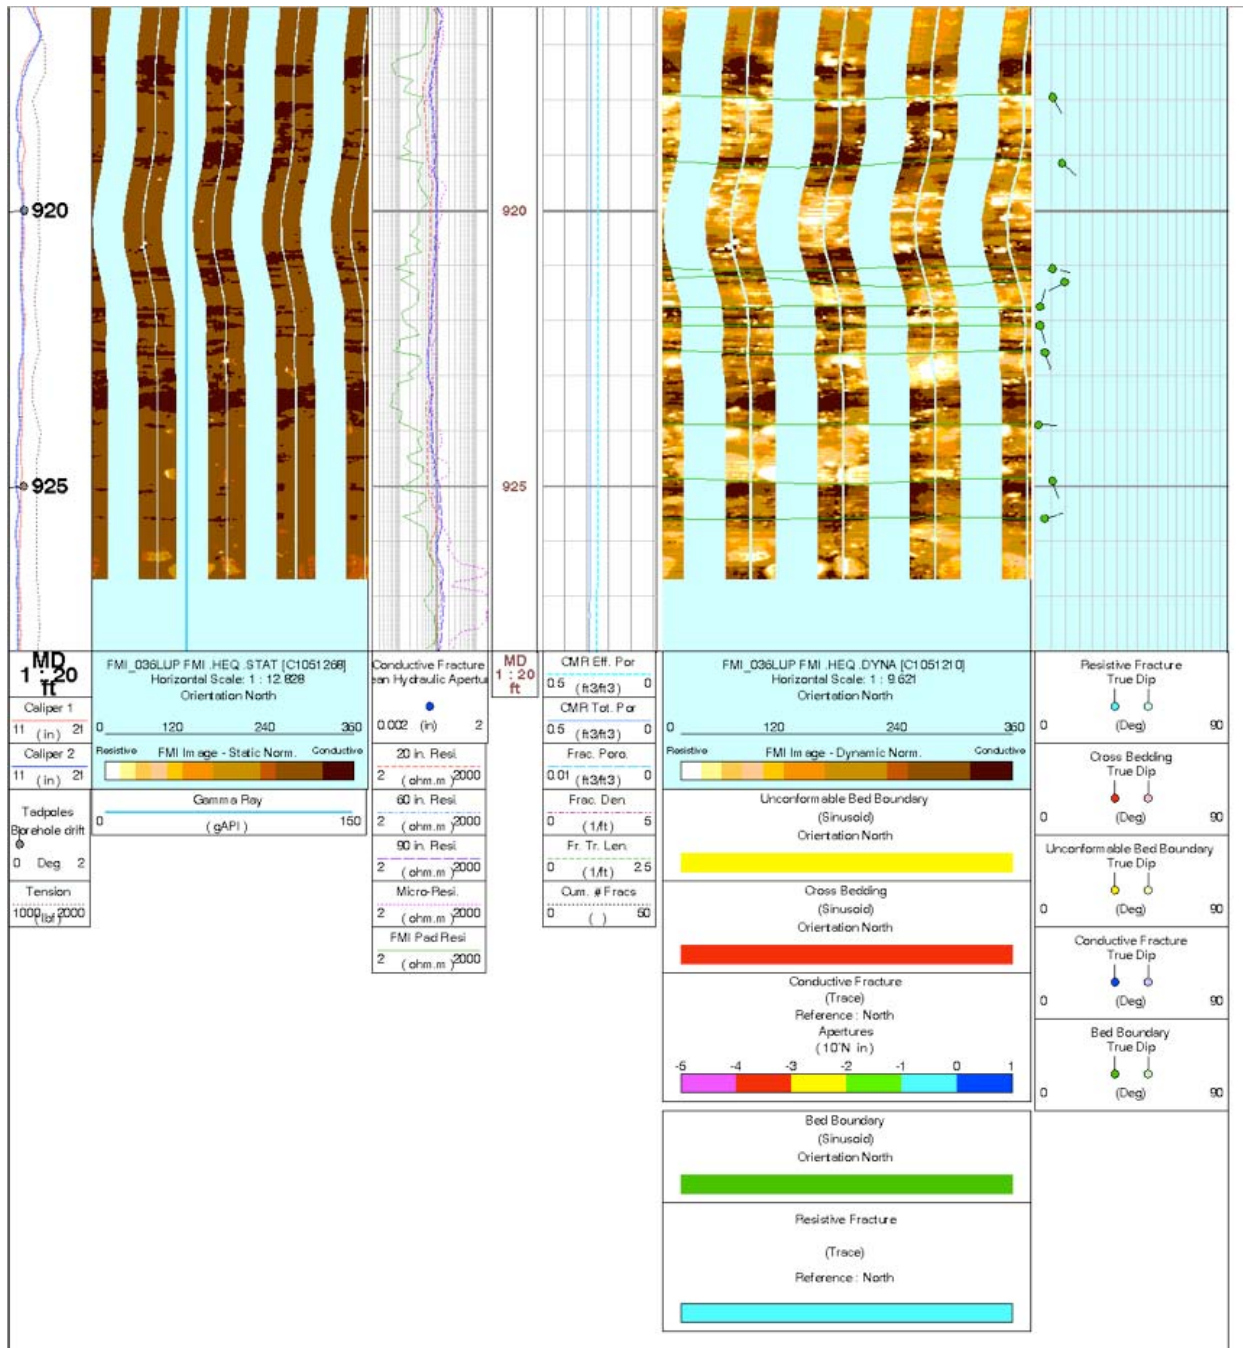 920
920
925
925
MD
1 : 20
ft
Caliper 1
11 (in) 21
Caliper 2
11 (in) 21
Tadpoles
Borehole drift
0 Deg 2
Tension
1000 (lbf) 2000
FMI_036LUP FMI .HEQ .STAT [C1051268]
Horizontal Scale: 1 : 12.828
Orientation North
0 120 240 360
Resistive FMI Image - Static Norm. Conductive
Gamma Ray
0 (gAPI) 150
Conductive Fracture
ean Hydraulic Apertu
0.002 (in) 2
20 in. Resi.
2 (ohm.m) 2000
60 in. Resi.
2 (ohm.m) 2000
90 in. Resi.
2 (ohm.m) 2000
Micro-Resi.
2 (ohm.m) 2000
FMI Pad Resi
2 (ohm.m) 2000
MD
1 : 20
ft
CMR Eff. Por
0.5 (ft3/ft3) 0
CMR Tot. Por
0.5 (ft3/ft3) 0
Frac. Poro.
0.01 (ft3/ft3) 0
Frac. Den.
0 (1/ft) 5
Fr. Tr. Len.
0 (1/ft) 2.5
Cum. # Fracs
0 ( ) 50
FMI_036LUP FMI .HEQ .DYNA [C1051210]
Horizontal Scale: 1 : 9.621
Orientation North
0 120 240 360
Resistive FMI Image - Dynamic Norm. Conductive
Unconformable Bed Boundary
(Sinusoid)
Orientation North
Cross Bedding
(Sinusoid)
Orientation North
Conductive Fracture
(Trace)
Reference : North
Apertures
(10^N in)
-5 -4 -3 -2 -1 0 1
Bed Boundary
(Sinusoid)
Orientation North
Resistive Fracture
(Trace)
Reference : North
Resistive Fracture
True Dip
0 (Deg) 90
Cross Bedding
True Dip
0 (Deg) 90
Unconformable Bed Boundary
True Dip
0 (Deg) 90
Conductive Fracture
True Dip
0 (Deg) 90
Bed Boundary
True Dip
0 (Deg) 90